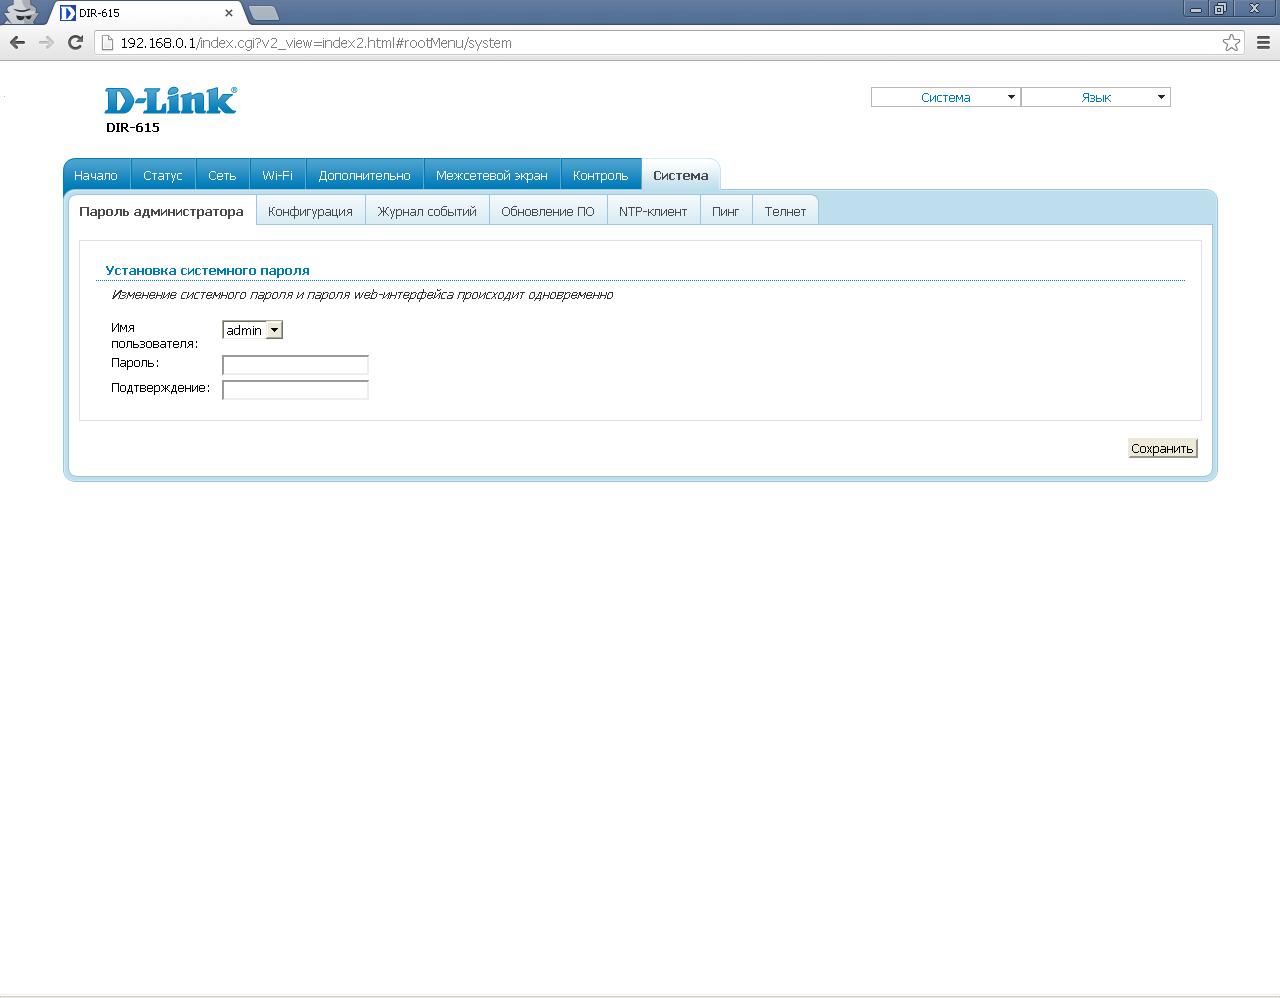 DIR-615
192.168.0.1/index.cgi?v2_view=index2.html#rootMenu/system
D-Link®
DIR-615
Система Язык
Начало Статус Сеть Wi-Fi Дополнительно Межсетевой экран Контроль Система
Пароль администратора Конфигурация Журнал событий Обновление ПО NTP-клиент Пинг Телнет
Установка системного пароля
Изменение системного пароля и пароля web-интерфейса происходит одновременно
Имя
пользователя: admin
Пароль:
Подтверждение:
Сохранить